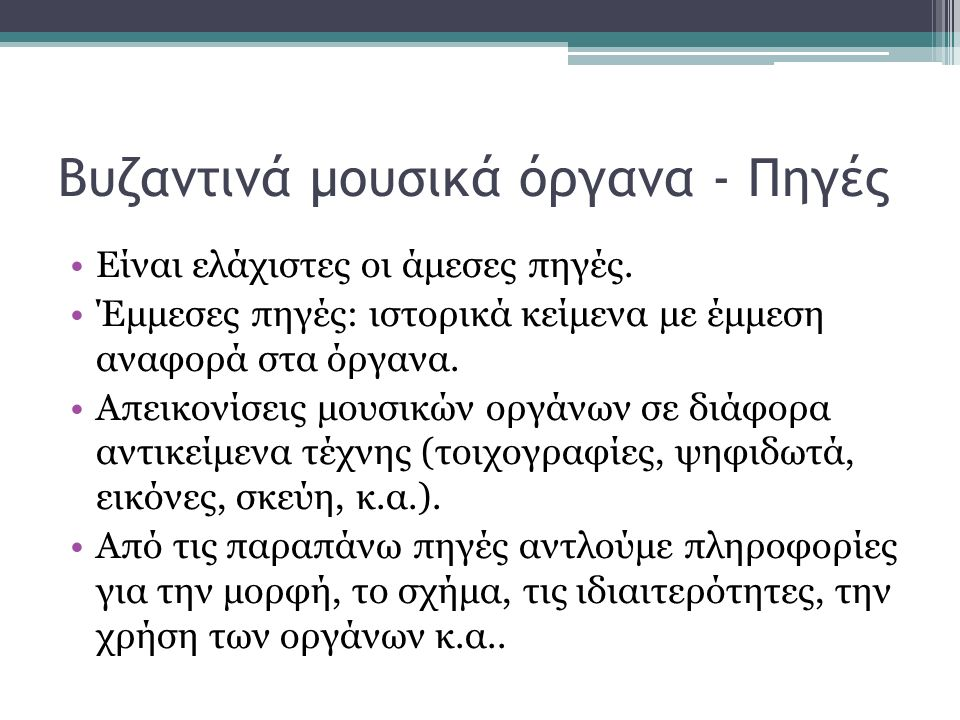 Βυζαντινά μουσικά όργανα - Πηγές
• Είναι ελάχιστες οι άμεσες πηγές.
• Έμμεσες πηγές: ιστορικά κείμενα με έμμεση
αναφορά στα όργανα.
• Απεικονίσεις μουσικών οργάνων σε διάφορα
αντικείμενα τέχνης (τοιχογραφίες, ψηφιδωτά,
εικόνες, σκεύη, κ.α.).
• Από τις παραπάνω πηγές αντλούμε πληροφορίες
για την μορφή, το σχήμα, τις ιδιαιτερότητες, την
χρήση των οργάνων κ.α..